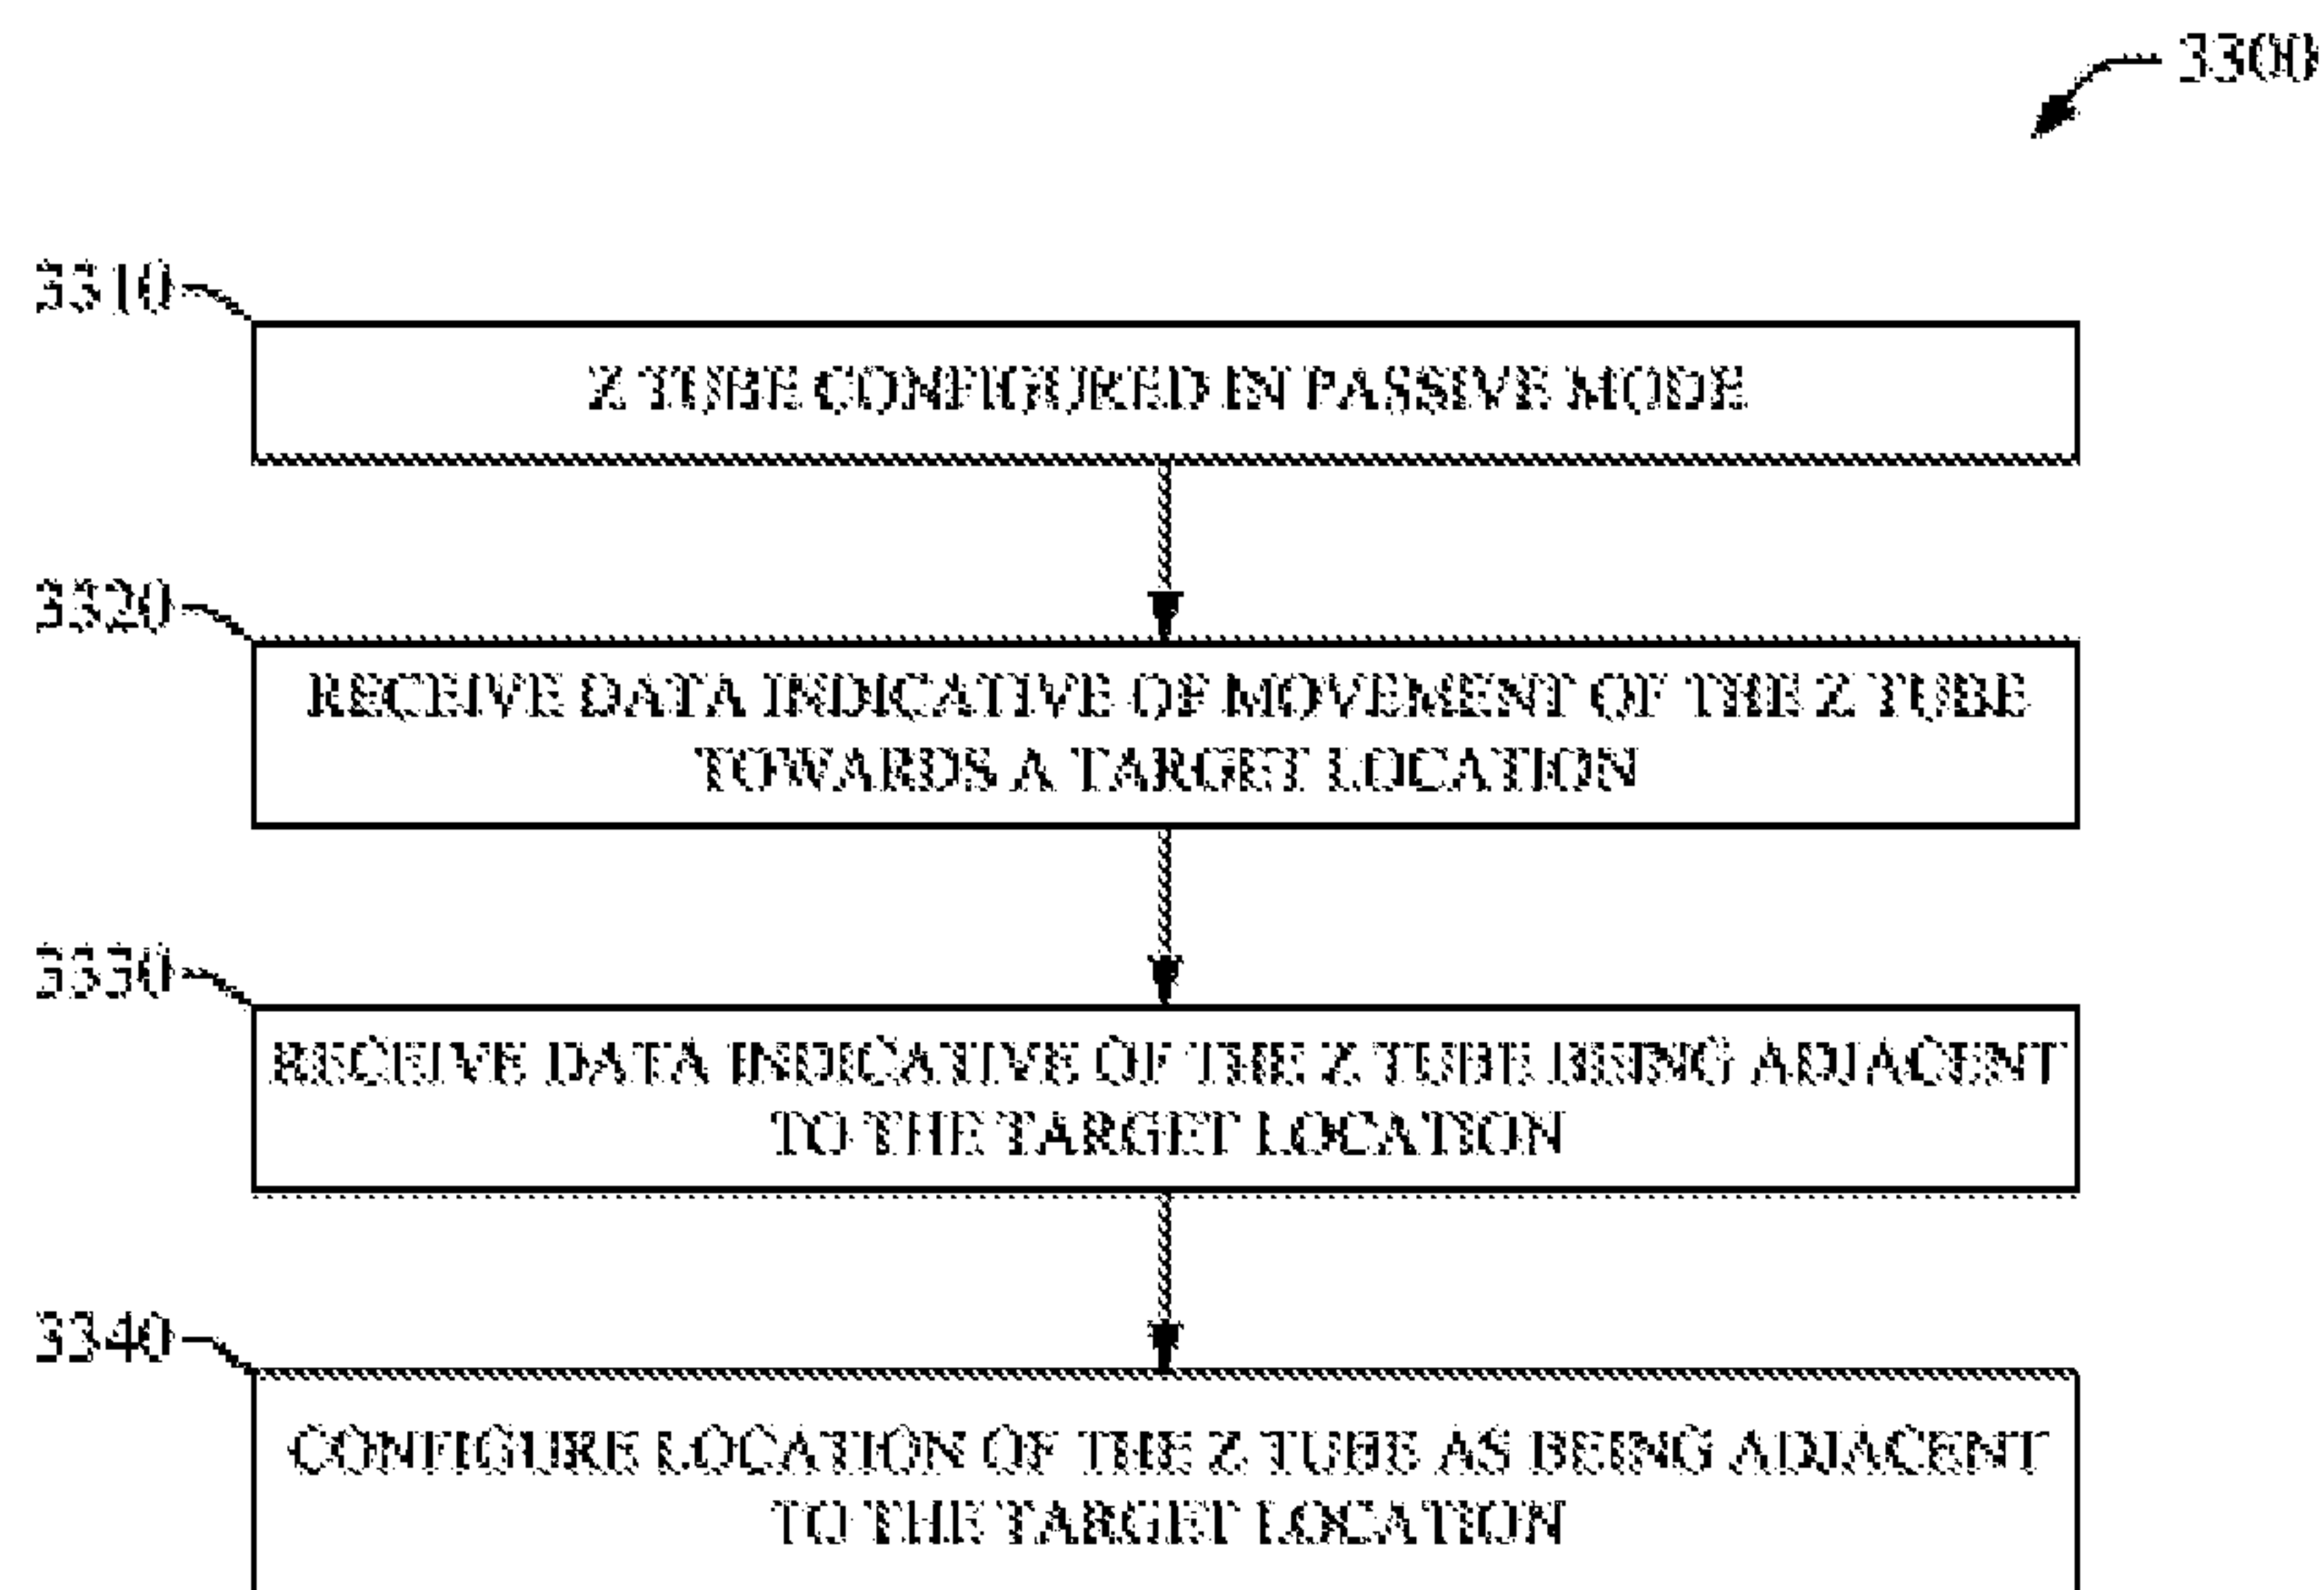 3300
3310
Z TUBE CONFIGURED IN PASSIVE MODE
3320
RECEIVE DATA INDICATIVE OF MOVEMENT OF THE Z TUBE
TOWARDS A TARGET LOCATION
3330
RECEIVE DATA INDICATIVE OF THE Z TUBE BEING ADJACENT
TO THE TARGET LOCATION
3340
CONFIGURE LOCATION OF THE Z TUBE AS BEING ADJACENT
TO THE TARGET LOCATION